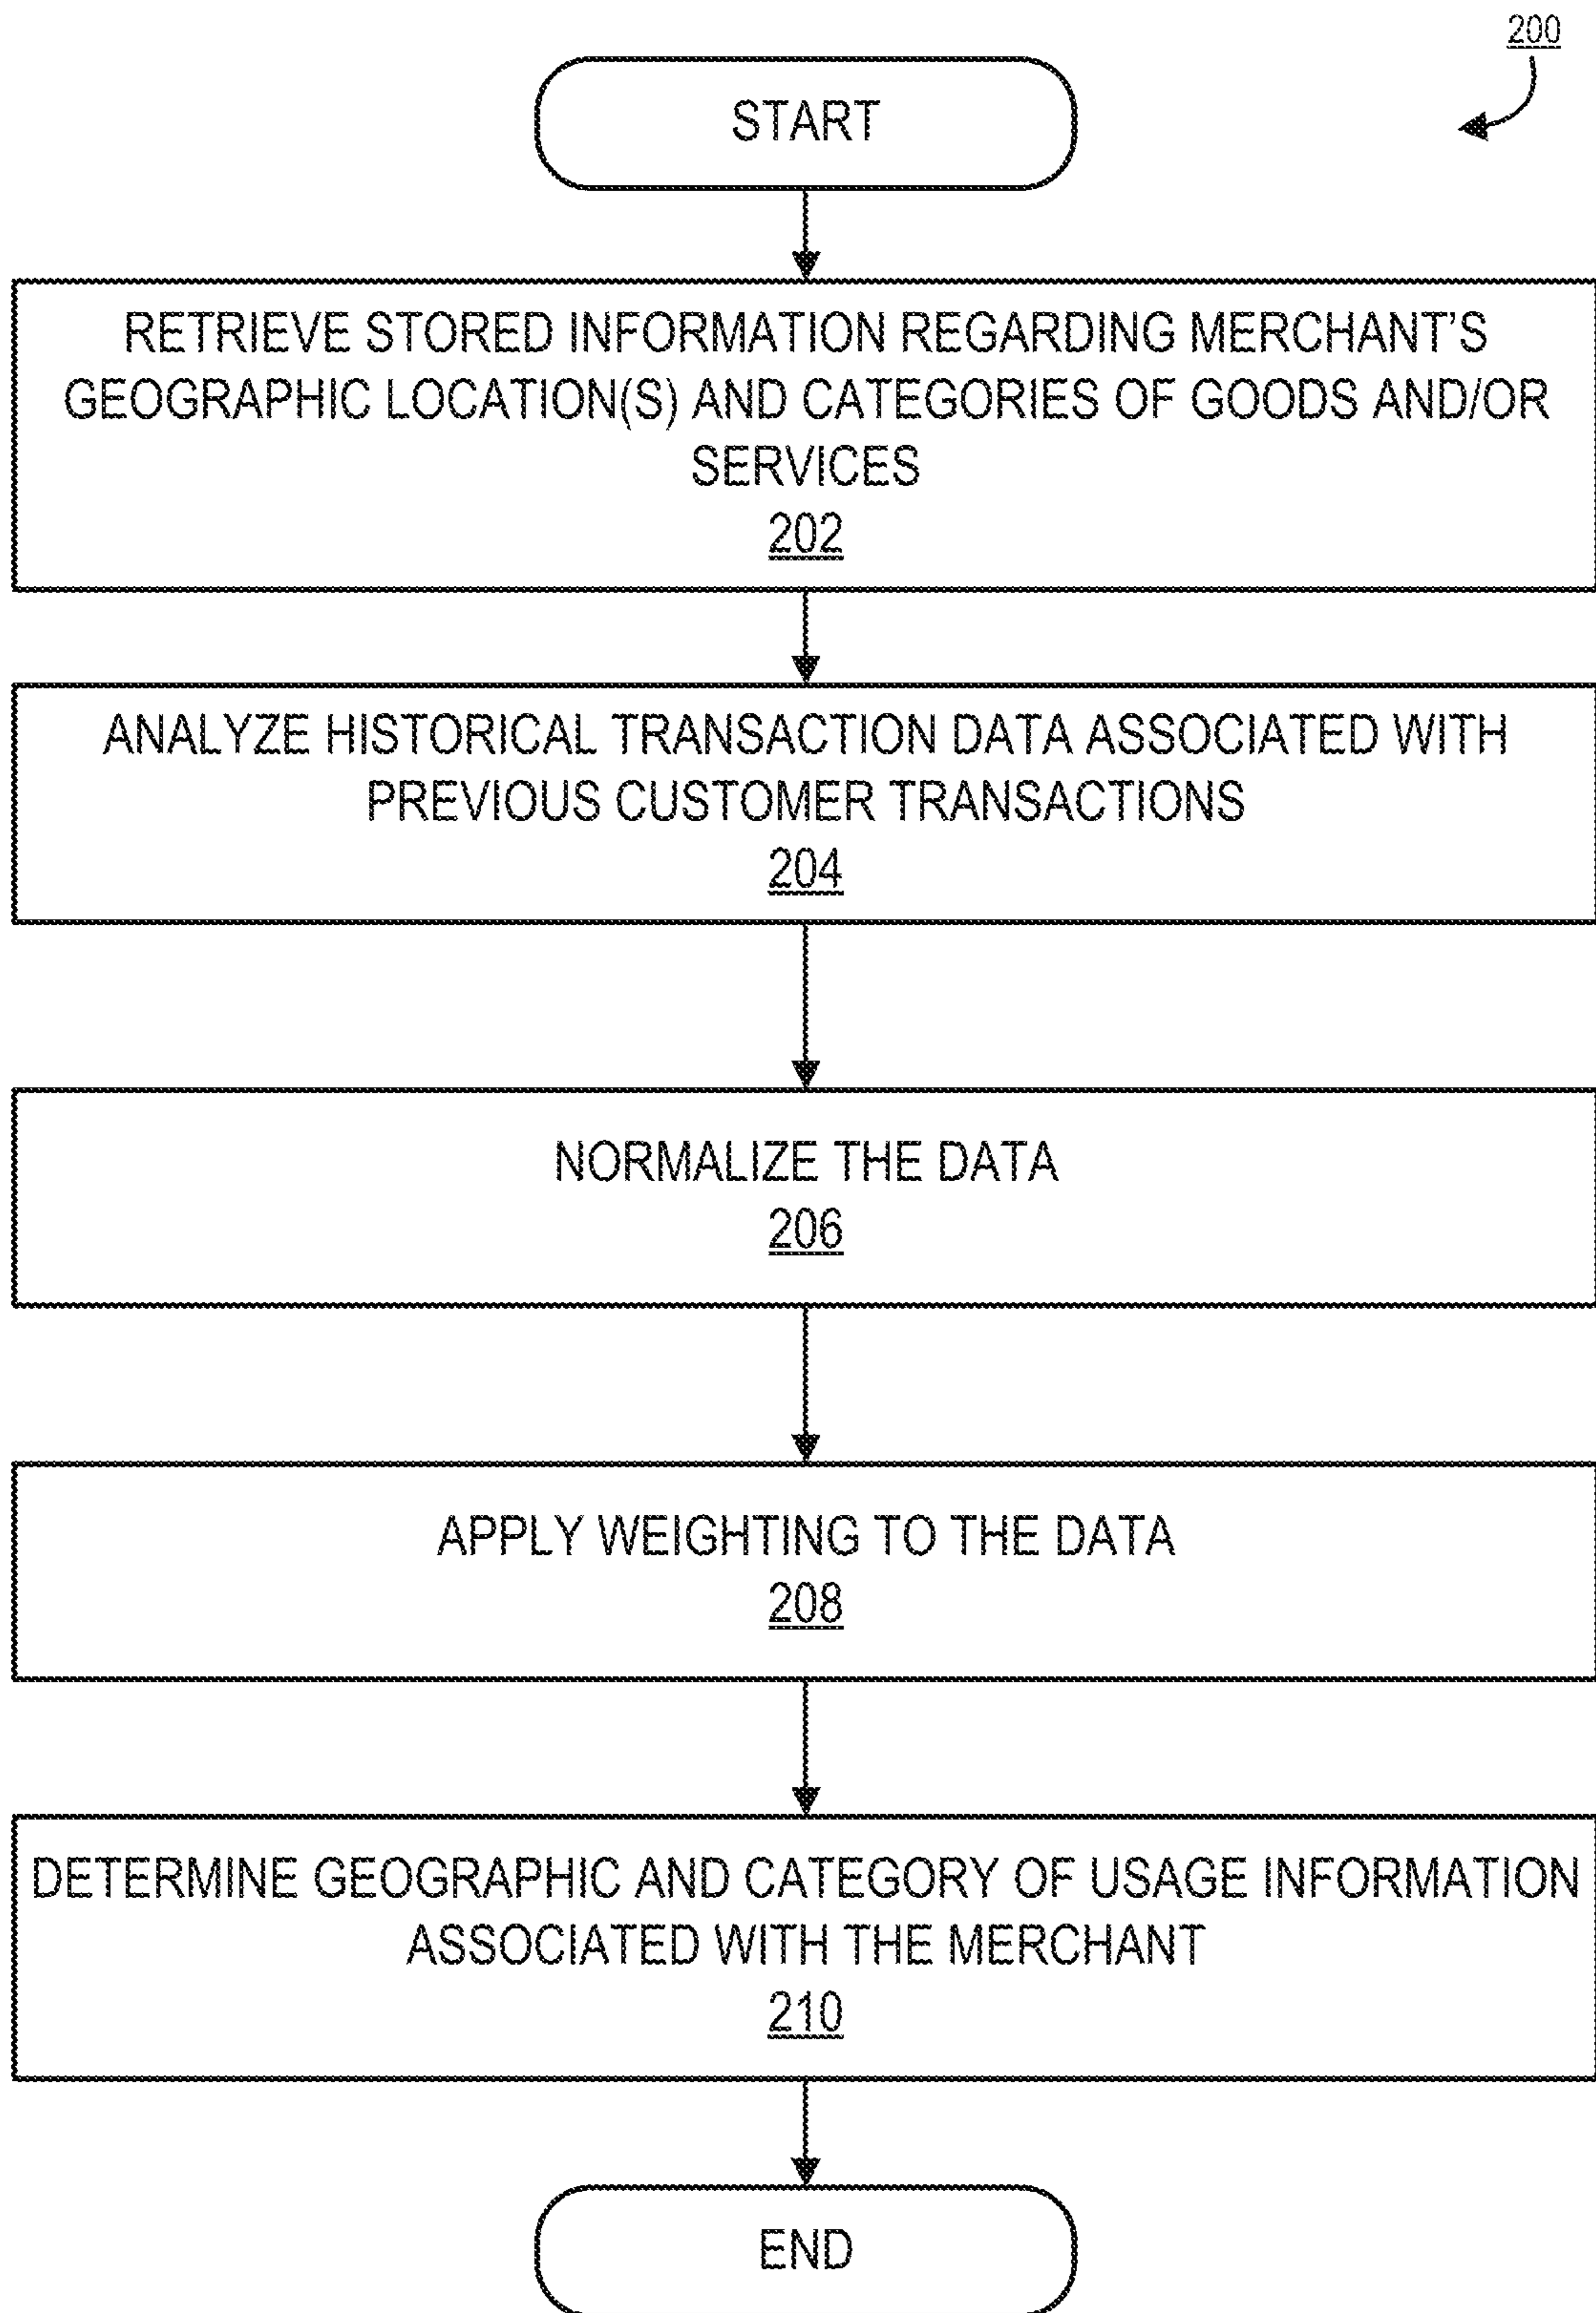 200
START
RETRIEVE STORED INFORMATION REGARDING MERCHANT'S
GEOGRAPHIC LOCATION(S) AND CATEGORIES OF GOODS AND/OR
SERVICES
202
ANALYZE HISTORICAL TRANSACTION DATA ASSOCIATED WITH
PREVIOUS CUSTOMER TRANSACTIONS
204
NORMALIZE THE DATA
206
APPLY WEIGHTING TO THE DATA
208
DETERMINE GEOGRAPHIC AND CATEGORY OF USAGE INFORMATION
ASSOCIATED WITH THE MERCHANT
210
END